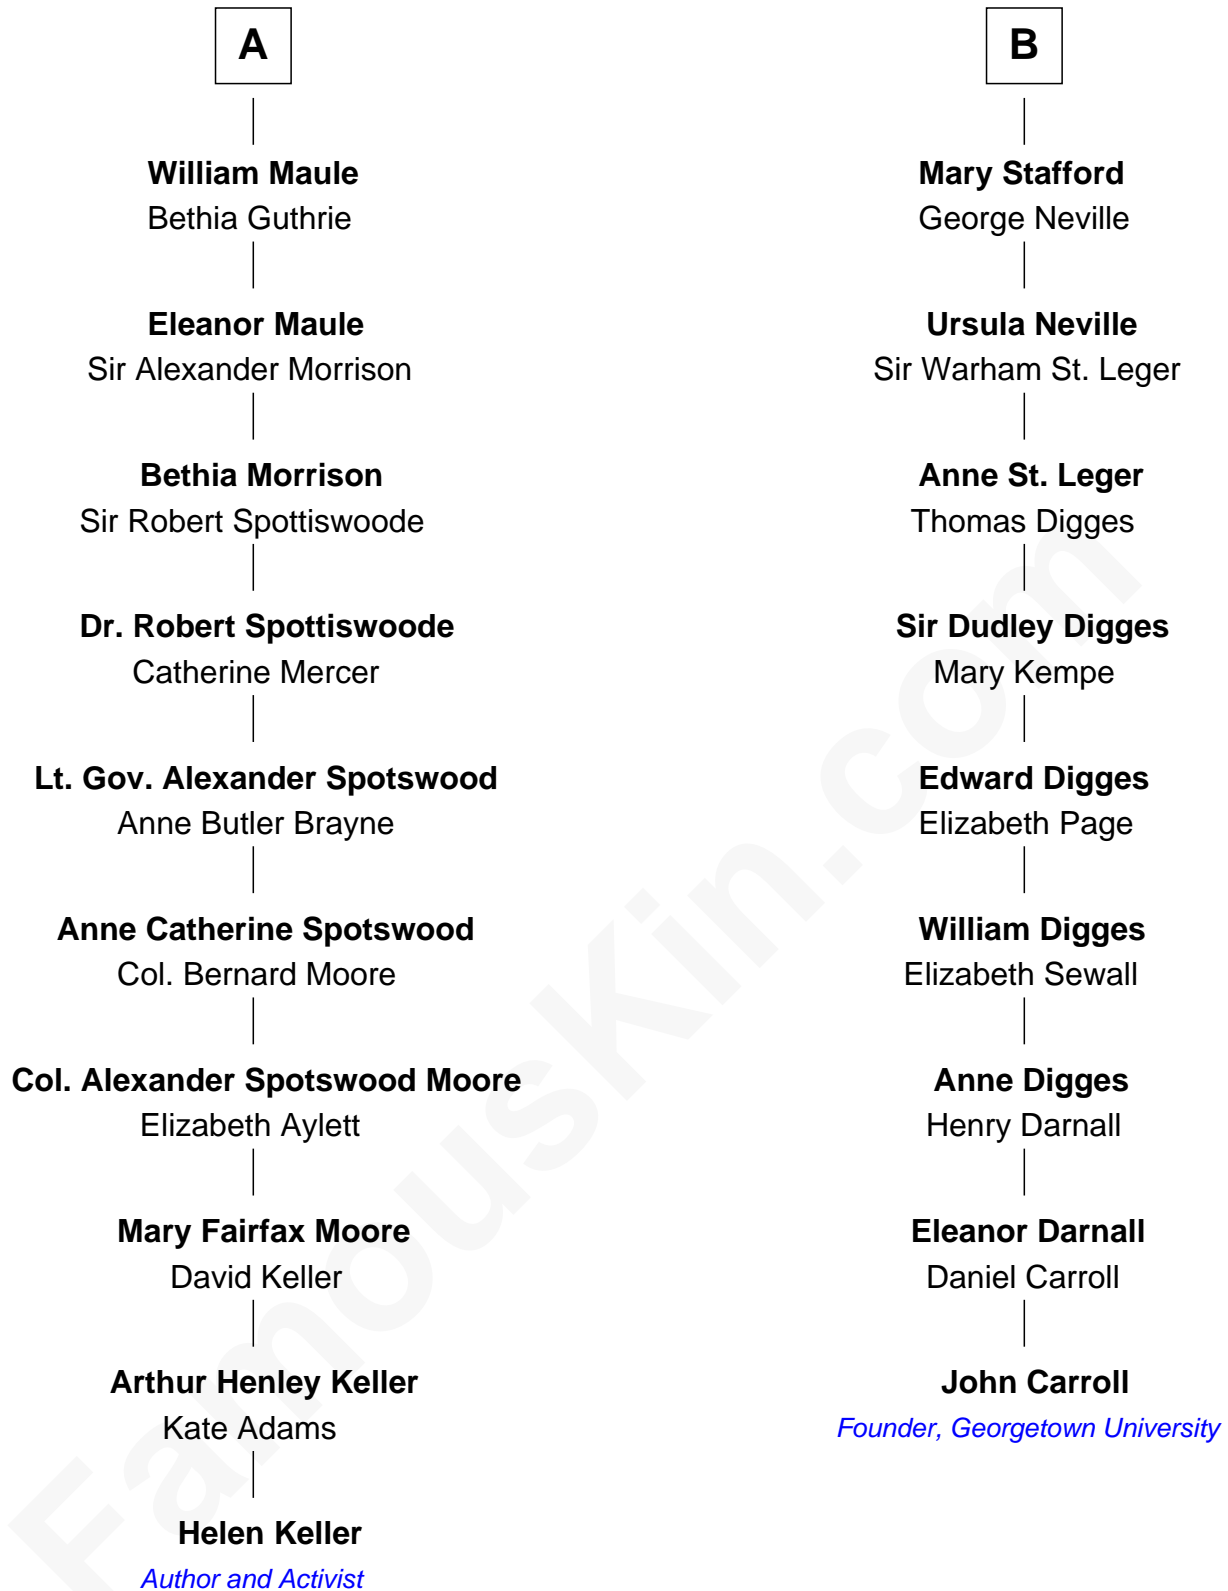 A
William Maule
Bethia Guthrie
Eleanor Maule
Sir Alexander Morrison
Bethia Morrison
Sir Robert Spottiswoode
Dr. Robert Spottiswoode
Catherine Mercer
Lt. Gov. Alexander Spotswood
Anne Butler Brayne
Anne Catherine Spotswood
Col. Bernard Moore
Col. Alexander Spotswood Moore
Elizabeth Aylett
Mary Fairfax Moore
David Keller
Arthur Henley Keller
Kate Adams
Helen Keller
Author and Activist
B
Mary Stafford
George Neville
Ursula Neville
Sir Warham St. Leger
Anne St. Leger
Thomas Digges
Sir Dudley Digges
Mary Kempe
Edward Digges
Elizabeth Page
William Digges
Elizabeth Sewall
Anne Digges
Henry Darnall
Eleanor Darnall
Daniel Carroll
John Carroll
Founder, Georgetown University
FamousKin.com